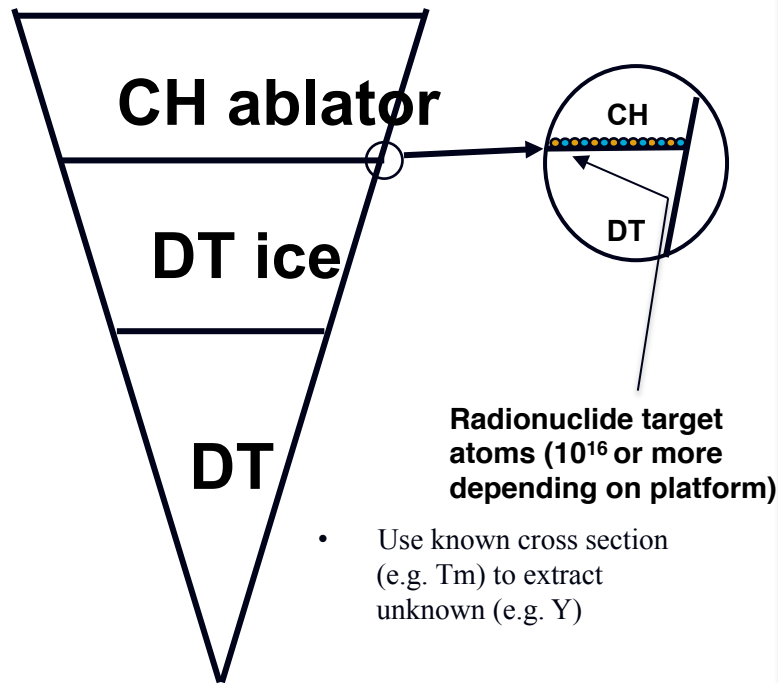 CH ablator
CH
DT ice
DT
DT
Radionuclide target
atoms (10¹⁶ or more
depending on platform)
• Use known cross section
(e.g. Tm) to extract
unknown (e.g. Y)